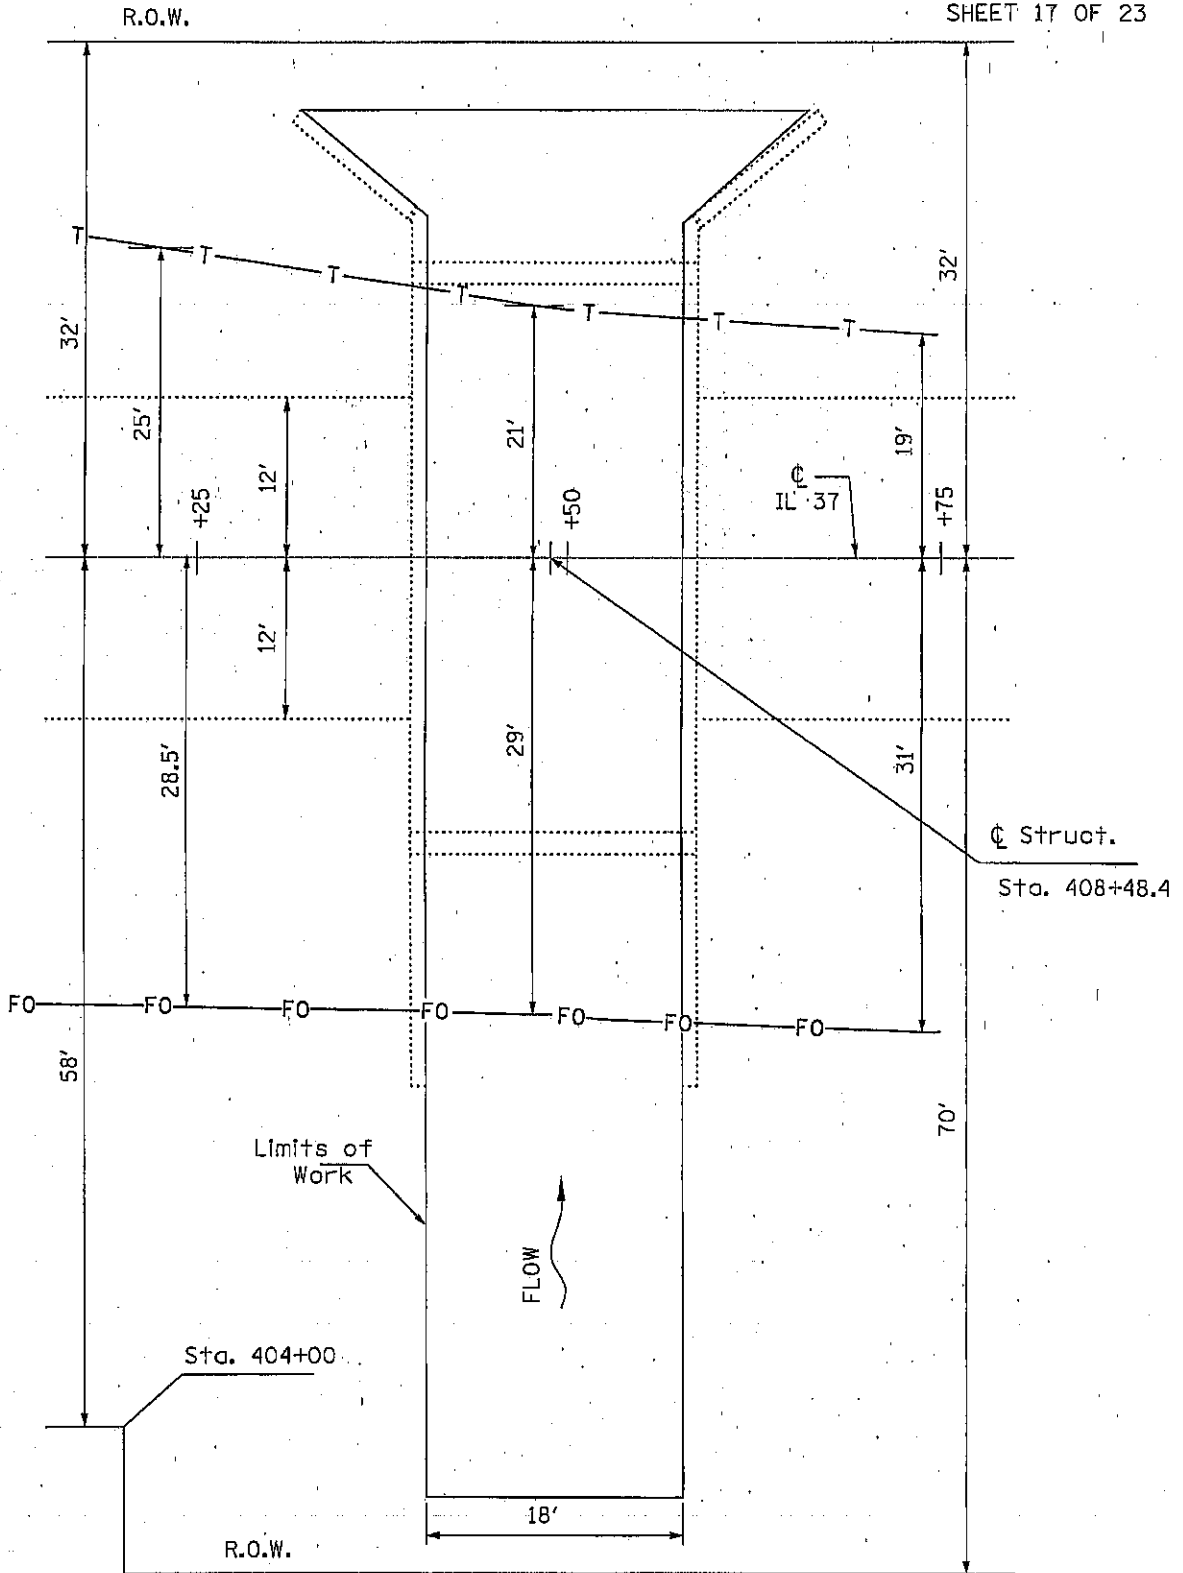 R.O.W.
SHEET 17 OF 23
T
T
T
T
T
T
T
32'
25'
12'
21'
19'
32'
+25
+50
℄
IL 37
+75
12'
28.5'
29'
31'
℄ Struct.
Sta. 408+48.4
FO
FO
FO
FO
FO
FO
FO
58'
70'
Limits of
Work
FLOW
Sta. 404+00
18'
R.O.W.